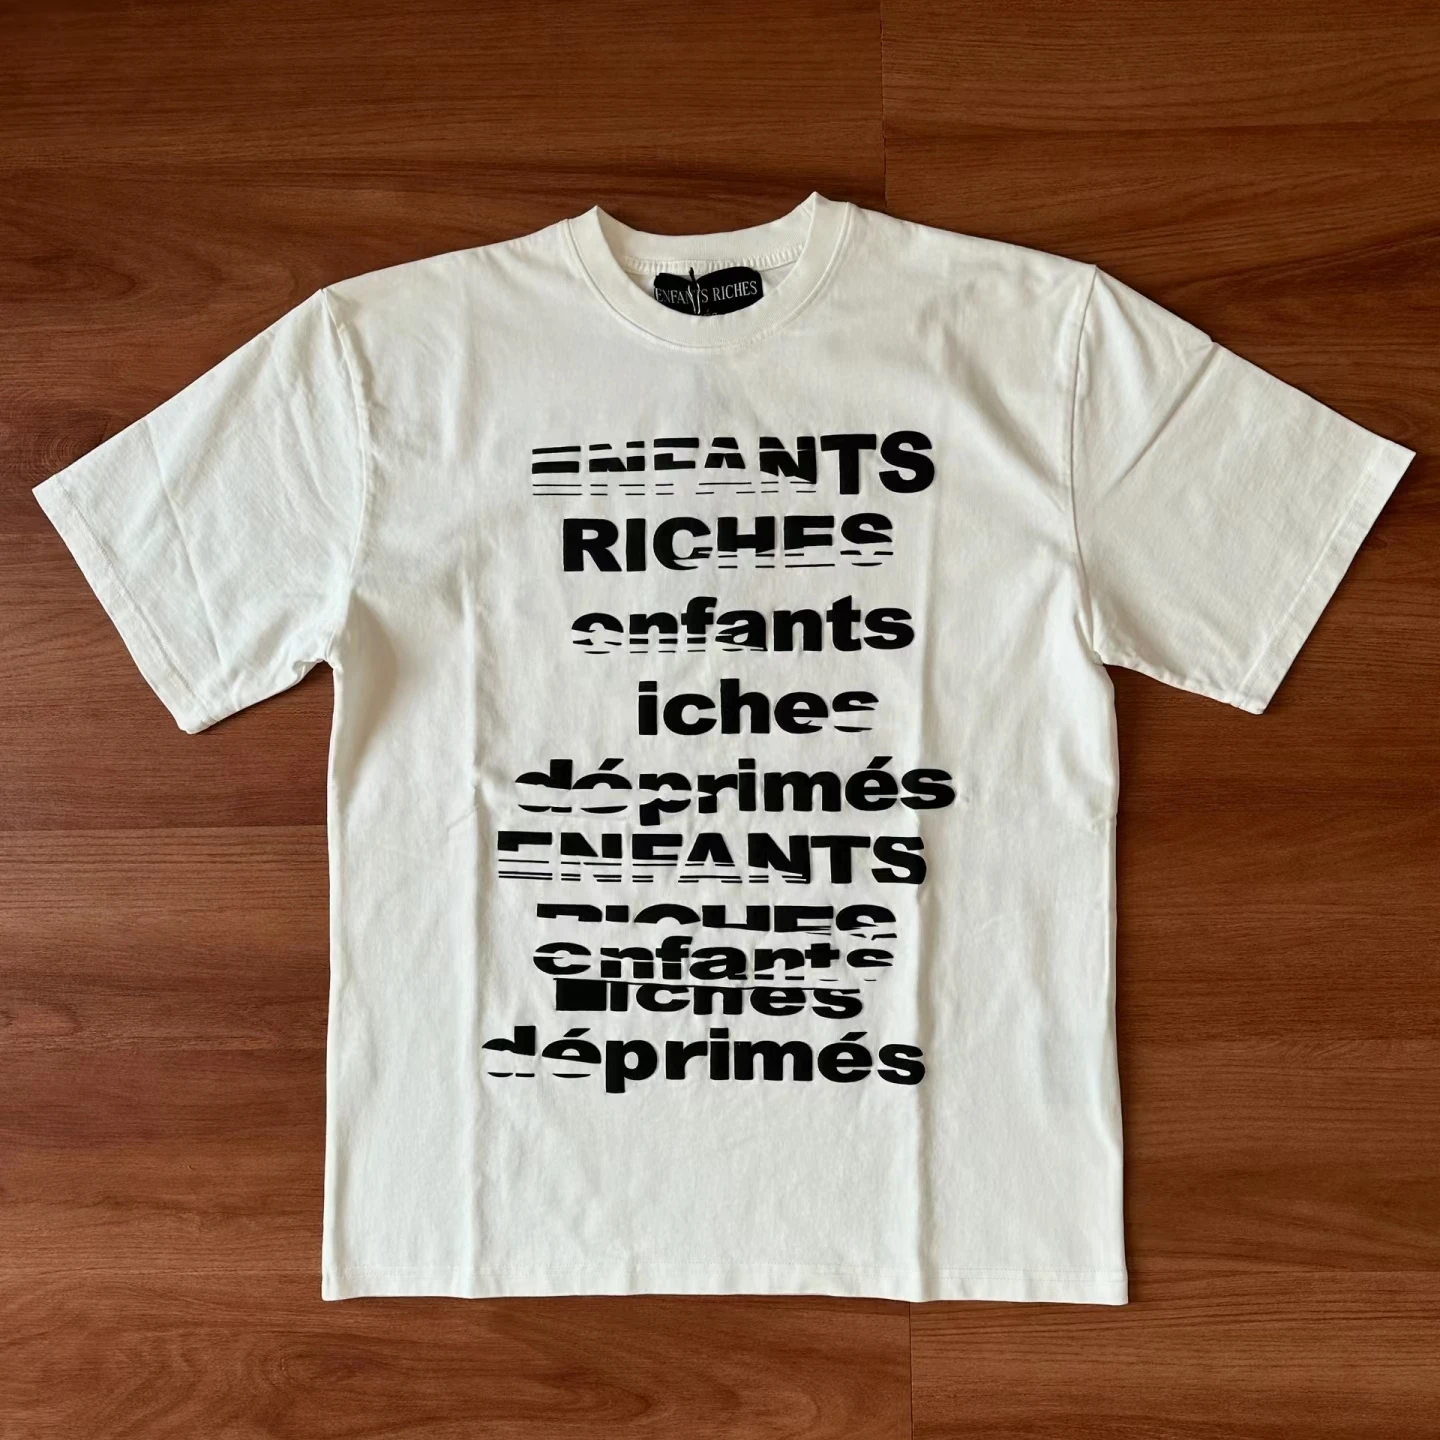 ENFANTS RICHES
ENFANTS
RICHES
enfants
iches
déprimés
ENFANTS
RICHES
enfants
iches
déprimés